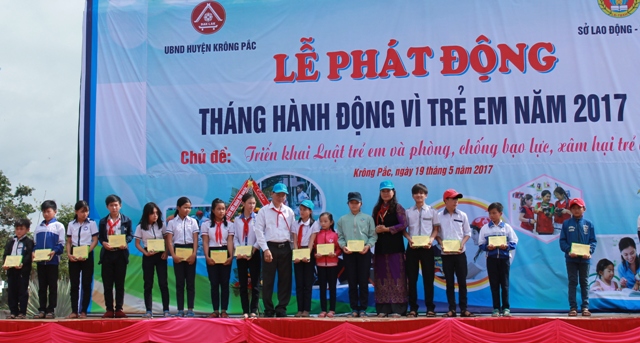 UBND HUYỆN KRÔNG PẮC
SỞ LAO ĐỘNG -
LỄ PHÁT ĐỘNG
THÁNG HÀNH ĐỘNG VÌ TRẺ EM NĂM 2017
Chủ đề: Triển khai Luật trẻ em và phòng, chống bạo lực, xâm hại trẻ
Krông Pắc, ngày 19 tháng 5 năm 2017